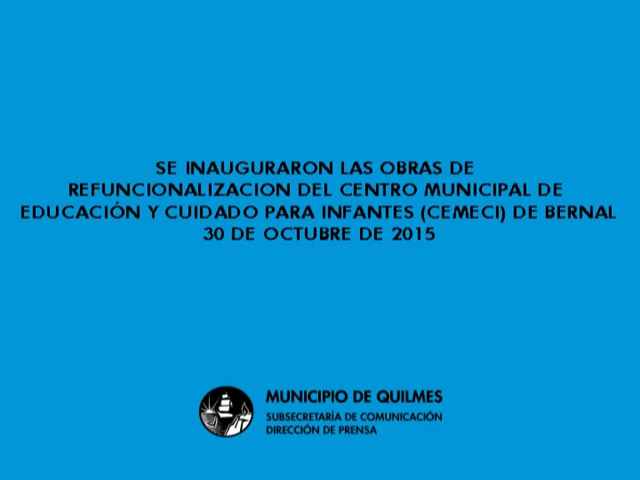 SE INAUGURARON LAS OBRAS DE
REFUNCIONALIZACION DEL CENTRO MUNICIPAL DE
EDUCACIÓN Y CUIDADO PARA INFANTES (CEMECI) DE BERNAL
30 DE OCTUBRE DE 2015
MUNICIPIO DE QUILMES
SUBSECRETARÍA DE COMUNICACIÓN
DIRECCIÓN DE PRENSA